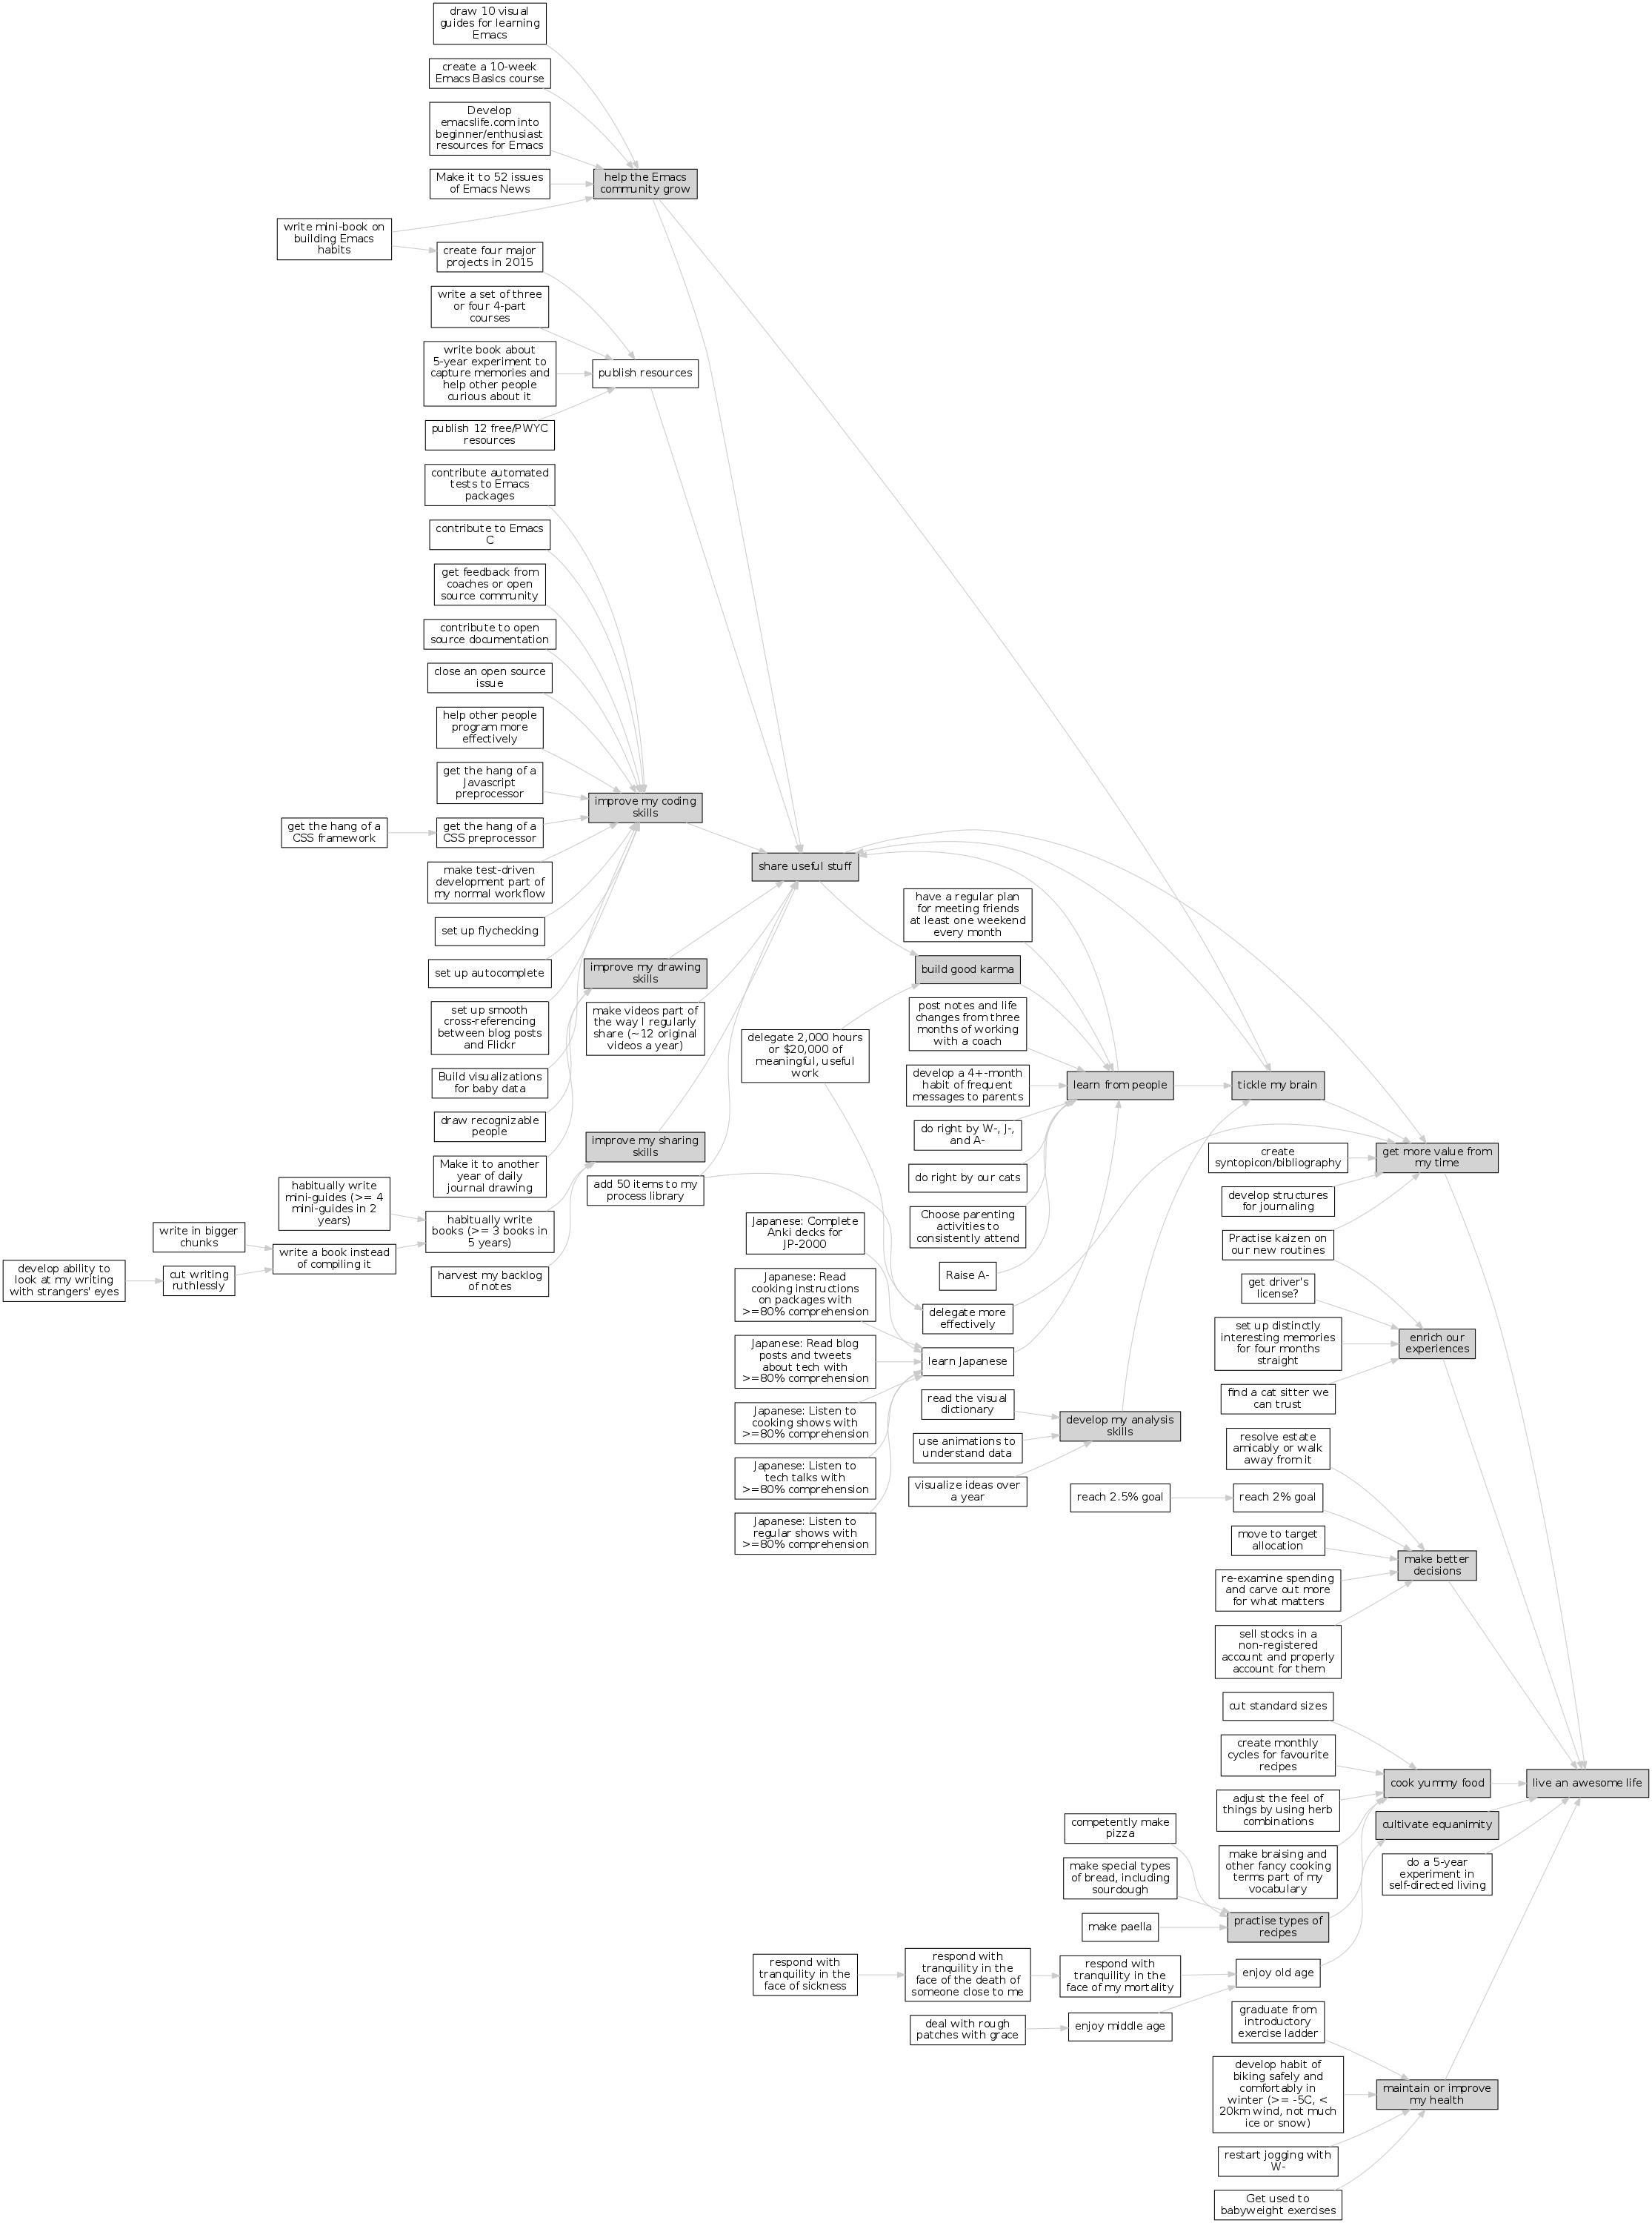 draw 10 visual
guides for learning
Emacs
create a 10-week
Emacs Basics course
Develop
emacslife.com into
beginner/enthusiast
resources for Emacs
Make it to 52 issues
of Emacs News
help the Emacs
community grow
write mini-book on
building Emacs
habits
create four major
projects in 2015
write a set of three
or four 4-part
courses
write book about
5-year experiment to
capture memories and
help other people
curious about it
publish resources
publish 12 free/PWYC
resources
contribute automated
tests to Emacs
packages
contribute to Emacs
C
get feedback from
coaches or open
source community
contribute to open
source documentation
close an open source
issue
help other people
program more
effectively
get the hang of a
Javascript
preprocessor
improve my coding
skills
get the hang of a
CSS framework
get the hang of a
CSS preprocessor
make test-driven
development part of
my normal workflow
share useful stuff
set up flychecking
set up autocomplete
set up smooth
cross-referencing
between blog posts
and Flickr
Build visualizations
for baby data
draw recognizable
people
Make it to another
year of daily
journal drawing
improve my drawing
skills
make videos part of
the way I regularly
share (~12 original
videos a year)
improve my sharing
skills
add 50 items to my
process library
habitually write
mini-guides (>= 4
mini-guides in 2
years)
habitually write
books (>= 3 books in
5 years)
write in bigger
chunks
write a book instead
of compiling it
develop ability to
look at my writing
with strangers' eyes
cut writing
ruthlessly
harvest my backlog
of notes
have a regular plan
for meeting friends
at least one weekend
every month
build good karma
post notes and life
changes from three
months of working
with a coach
delegate 2,000 hours
or $20,000 of
meaningful, useful
work
develop a 4+-month
habit of frequent
messages to parents
learn from people
tickle my brain
do right by W-, J-,
and A-
do right by our cats
Choose parenting
activities to
consistently attend
Raise A-
delegate more
effectively
Japanese: Complete
Anki decks for
JP-2000
Japanese: Read
cooking instructions
on packages with
>=80% comprehension
Japanese: Read blog
posts and tweets
about tech with
>=80% comprehension
learn Japanese
Japanese: Listen to
cooking shows with
>=80% comprehension
Japanese: Listen to
tech talks with
>=80% comprehension
Japanese: Listen to
regular shows with
>=80% comprehension
read the visual
dictionary
use animations to
understand data
visualize ideas over
a year
develop my analysis
skills
create
syntopicon/bibliography
get more value from
my time
develop structures
for journaling
Practise kaizen on
our new routines
get driver's
license?
set up distinctly
interesting memories
for four months
straight
enrich our
experiences
find a cat sitter we
can trust
resolve estate
amicably or walk
away from it
reach 2.5% goal
reach 2% goal
move to target
allocation
make better
decisions
re-examine spending
and carve out more
for what matters
sell stocks in a
non-registered
account and properly
account for them
cut standard sizes
create monthly
cycles for favourite
recipes
cook yummy food
live an awesome life
adjust the feel of
things by using herb
combinations
cultivate equanimity
make braising and
other fancy cooking
terms part of my
vocabulary
do a 5-year
experiment in
self-directed living
competently make
pizza
make special types
of bread, including
sourdough
make paella
practise types of
recipes
respond with
tranquility in the
face of sickness
respond with
tranquility in the
face of the death of
someone close to me
respond with
tranquility in the
face of my mortality
enjoy old age
deal with rough
patches with grace
enjoy middle age
graduate from
introductory
exercise ladder
develop habit of
biking safely and
comfortably in
winter (>= -5C, <
20km wind, not much
ice or snow)
maintain or improve
my health
restart jogging with
W-
Get used to
babyweight exercises